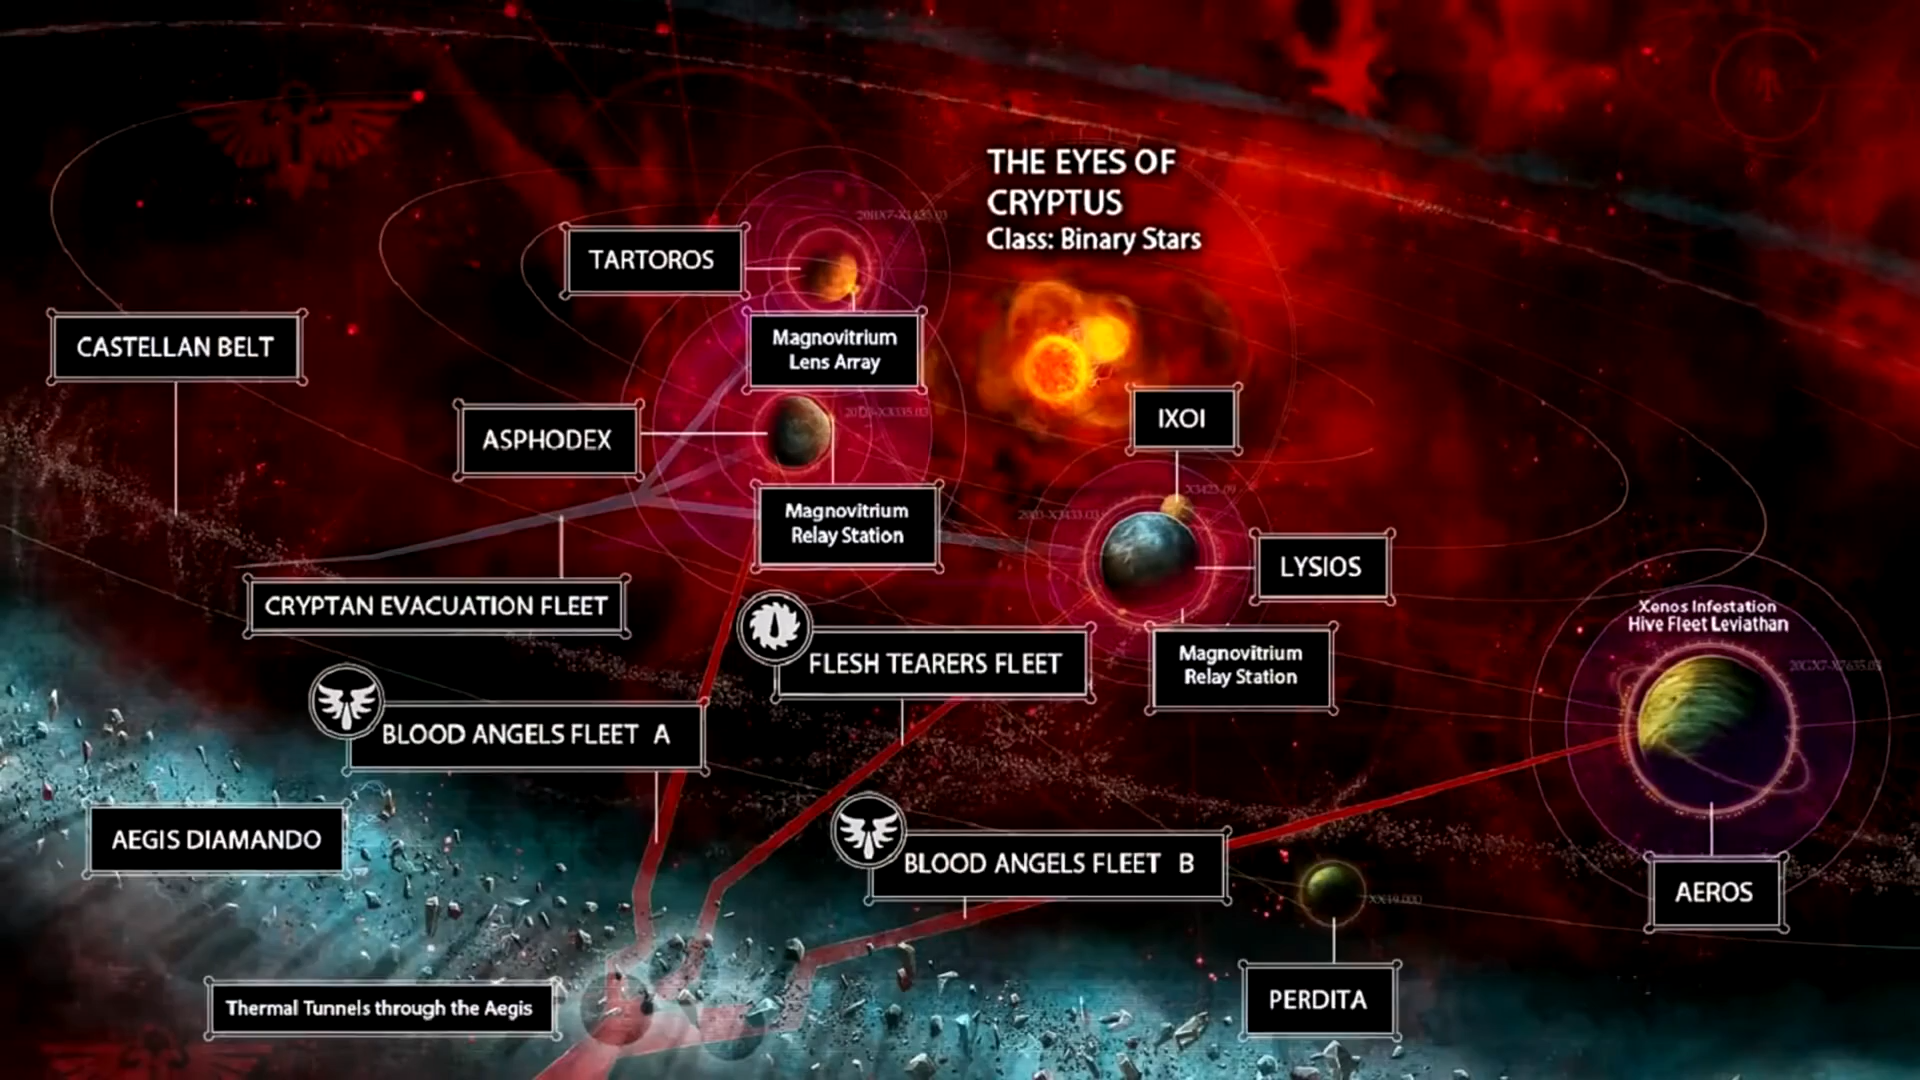 THE EYES OF
CRYPTUS
Class: Binary Stars
TARTOROS
CASTELLAN BELT
Magnovitrium
Lens Array
ASPHODEX
IXOI
Magnovitrium
Relay Station
LYSIOS
CRYPTAN EVACUATION FLEET
Xenos Infestation
Hive Fleet Leviathan
FLESH TEARERS FLEET
Magnovitrium
Relay Station
BLOOD ANGELS FLEET A
AEGIS DIAMANDO
BLOOD ANGELS FLEET B
AEROS
PERDITA
Thermal Tunnels through the Aegis